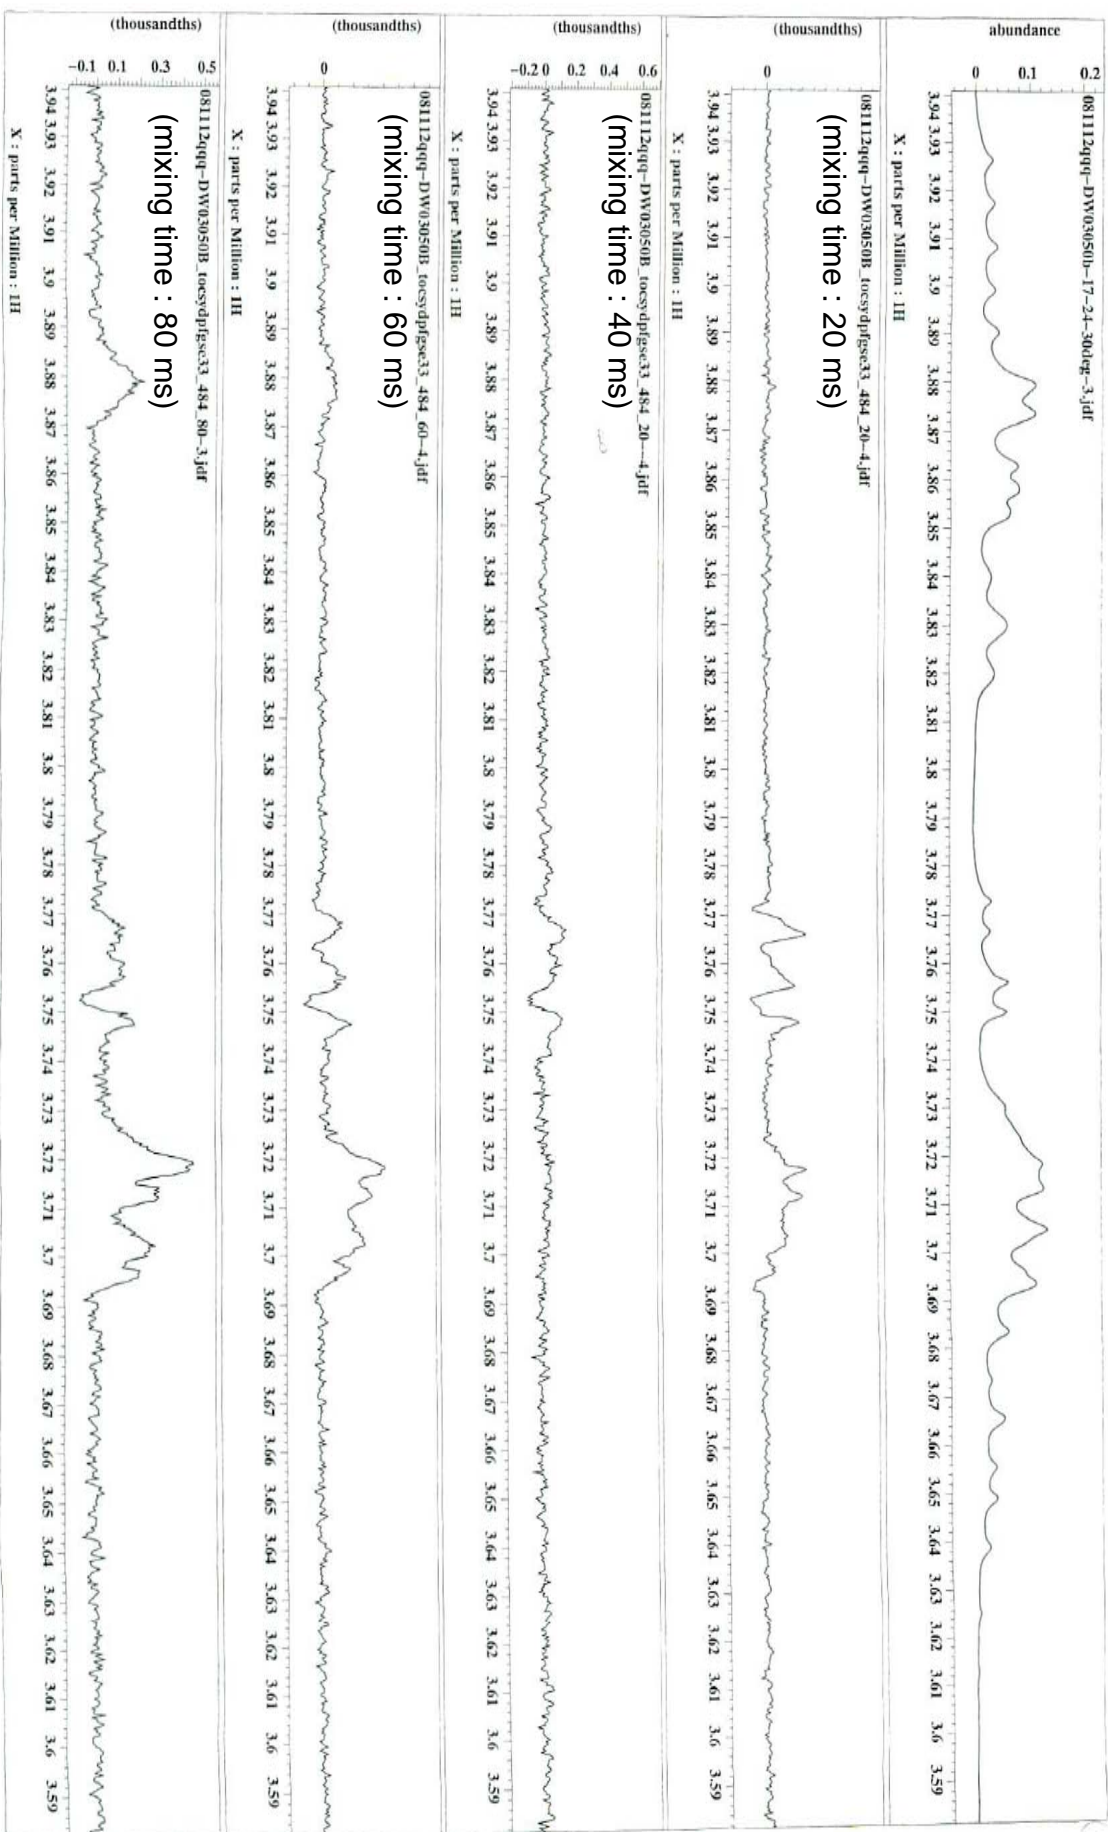 081112qqq-DW03050b-17-24-30deg-3.jdf
abundance
0 0.1 0.2
3.94 3.93 3.92 3.91 3.9 3.89 3.88 3.87 3.86 3.85 3.84 3.83 3.82 3.81 3.8 3.79 3.78 3.77 3.76 3.75 3.74 3.73 3.72 3.71 3.7 3.69 3.68 3.67 3.66 3.65 3.64 3.63 3.62 3.61 3.6 3.59
X : parts per Million : 1H
081112qqq-DW03050B_tocsydpfgse33_484_20-4.jdf
(mixing time : 20 ms)
(thousandths)
0
3.94 3.93 3.92 3.91 3.9 3.89 3.88 3.87 3.86 3.85 3.84 3.83 3.82 3.81 3.8 3.79 3.78 3.77 3.76 3.75 3.74 3.73 3.72 3.71 3.7 3.69 3.68 3.67 3.66 3.65 3.64 3.63 3.62 3.61 3.6 3.59
X : parts per Million : 1H
081112qqq-DW03050B_tocsydpfgse33_484_20--4.jdf
(mixing time : 40 ms)
(thousandths)
-0.2 0 0.2 0.4 0.6
3.94 3.93 3.92 3.91 3.9 3.89 3.88 3.87 3.86 3.85 3.84 3.83 3.82 3.81 3.8 3.79 3.78 3.77 3.76 3.75 3.74 3.73 3.72 3.71 3.7 3.69 3.68 3.67 3.66 3.65 3.64 3.63 3.62 3.61 3.6 3.59
X : parts per Million : 1H
081112qqq-DW03050B_tocsydpfgse33_484_60-4.jdf
(mixing time : 60 ms)
(thousandths)
0
3.94 3.93 3.92 3.91 3.9 3.89 3.88 3.87 3.86 3.85 3.84 3.83 3.82 3.81 3.8 3.79 3.78 3.77 3.76 3.75 3.74 3.73 3.72 3.71 3.7 3.69 3.68 3.67 3.66 3.65 3.64 3.63 3.62 3.61 3.6 3.59
X : parts per Million : 1H
081112qqq-DW03050B_tocsydpfgse33_484_80-3.jdf
(mixing time : 80 ms)
(thousandths)
-0.1 0.1 0.3 0.5
3.94 3.93 3.92 3.91 3.9 3.89 3.88 3.87 3.86 3.85 3.84 3.83 3.82 3.81 3.8 3.79 3.78 3.77 3.76 3.75 3.74 3.73 3.72 3.71 3.7 3.69 3.68 3.67 3.66 3.65 3.64 3.63 3.62 3.61 3.6 3.59
X : parts per Million : 1H